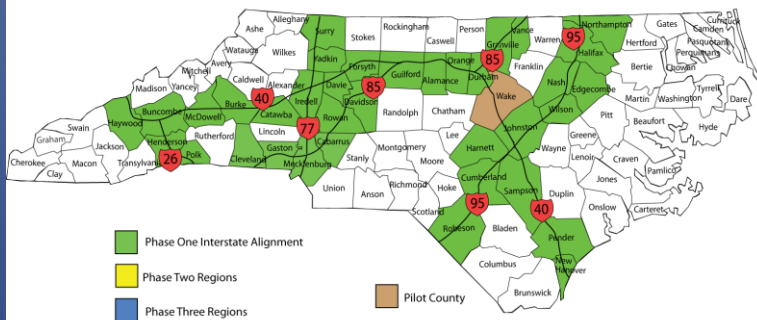 Alleghany
Ashe
Surry
Stokes
Rockingham
Caswell
Person
Granville
Vance
Warren
Northampton
Gates
Currituck
Camden
Pasquotank
Perquimans
Chowan
Hertford
Halifax
Bertie
95
85
Watauga
Wilkes
Yadkin
Forsyth
Guilford
Alamance
Orange
Durham
Franklin
Nash
Edgecombe
Martin
Washington
Tyrrell
Dare
Mitchell
Avery
Caldwell
Alexander
Iredell
Davie
Davidson
85
Randolph
Chatham
Wake
Wilson
Pitt
Beaufort
Hyde
Madison
Yancey
40
Burke
Catawba
Rowan
Buncombe
McDowell
Haywood
Swain
Graham
Jackson
Henderson
Rutherford
Lincoln
77
Cabarrus
Gaston
Cleveland
Polk
26
Transylvania
Macon
Cherokee
Clay
Mecklenburg
Stanly
Montgomery
Moore
Lee
Harnett
Johnston
Wayne
Greene
Lenoir
Craven
Pamlico
Jones
Union
Anson
Richmond
Hoke
Scotland
Cumberland
Sampson
Duplin
Onslow
Carteret
95
40
Robeson
Bladen
Pender
Columbus
New
Hanover
Brunswick
Phase One Interstate Alignment
Phase Two Regions
Phase Three Regions
Pilot County